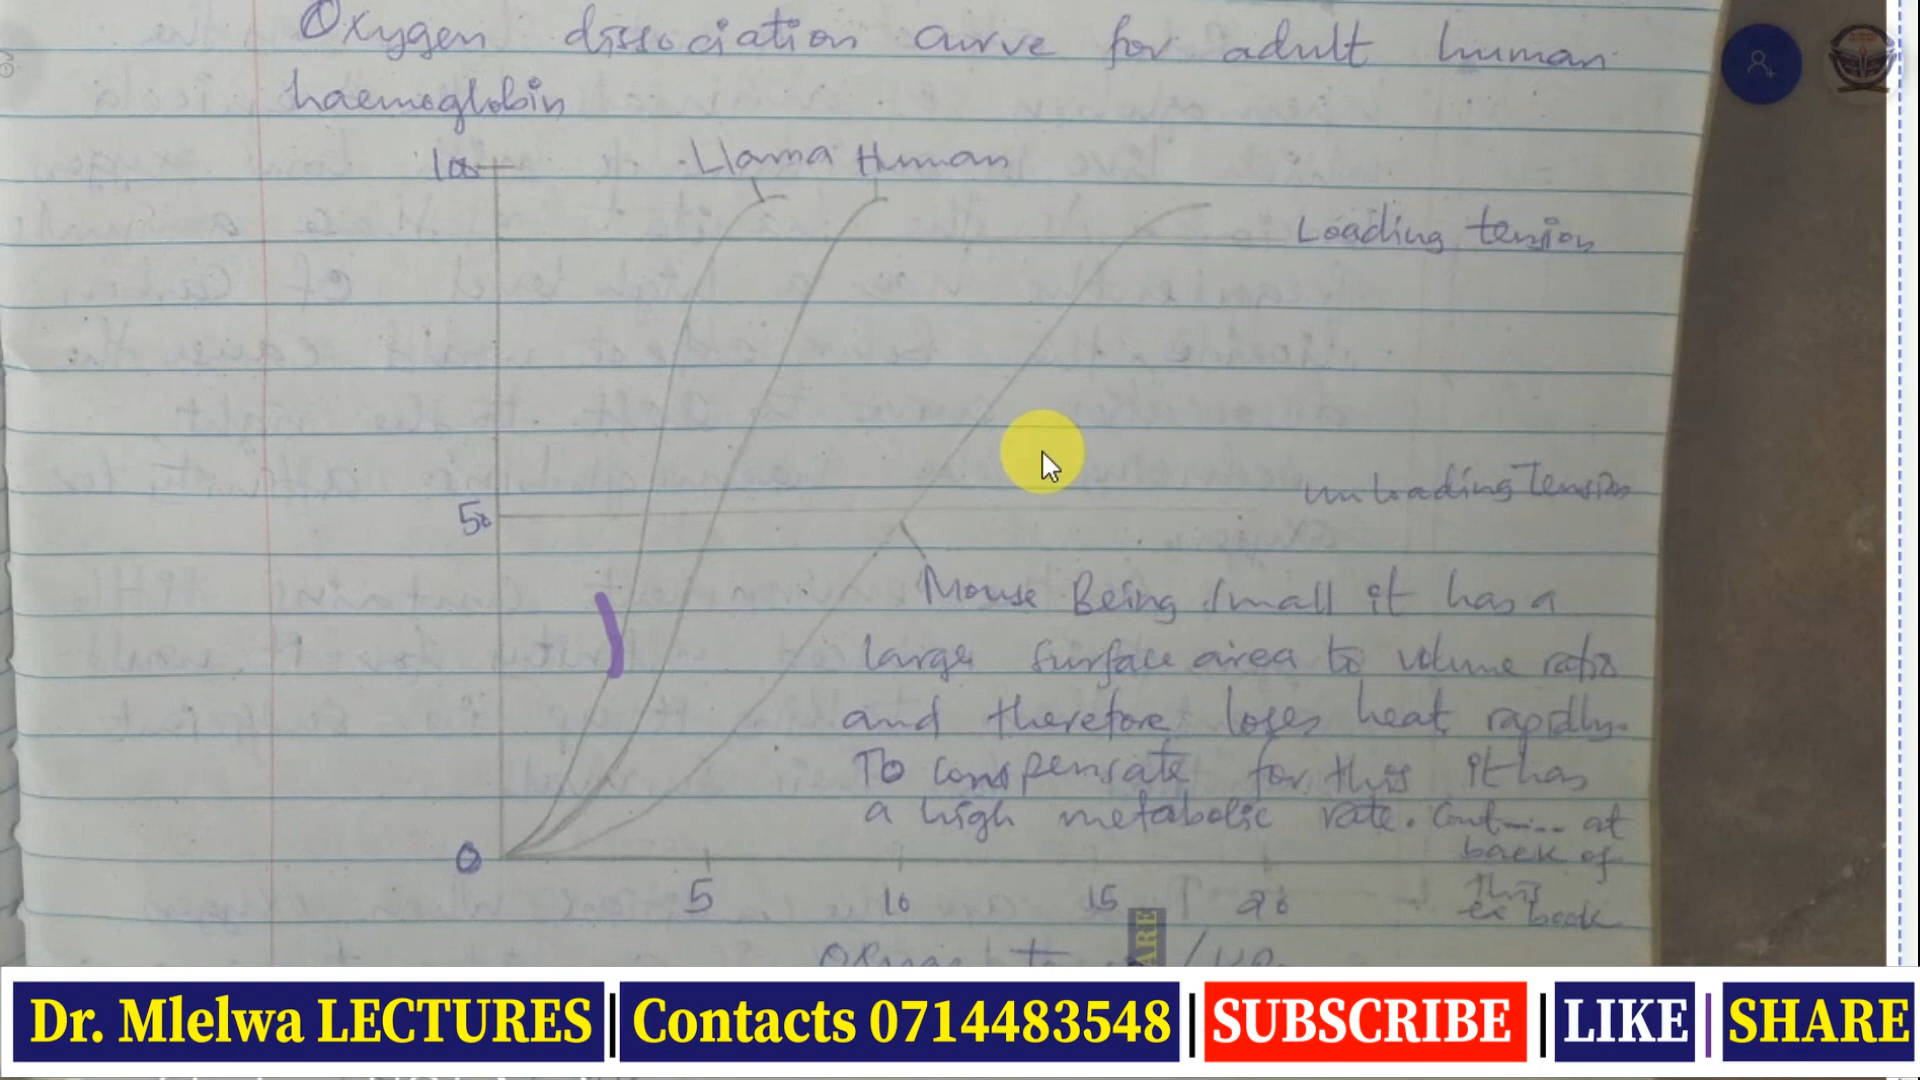 Oxygen dissociation curve for adult human
haemoglobin
100
Llama Human
Loading tension
50
unloading Tension
Mouse Being small it has a
large surface area to volume ratio
and therefore loses heat rapidly.
To compensate for this it has
a high metabolic rate. Cont.... at
back of
this
ex book
0
5 10 15 20
ARE
Dr. Mlelwa LECTURES | Contacts 0714483548 | SUBSCRIBE | LIKE | SHARE